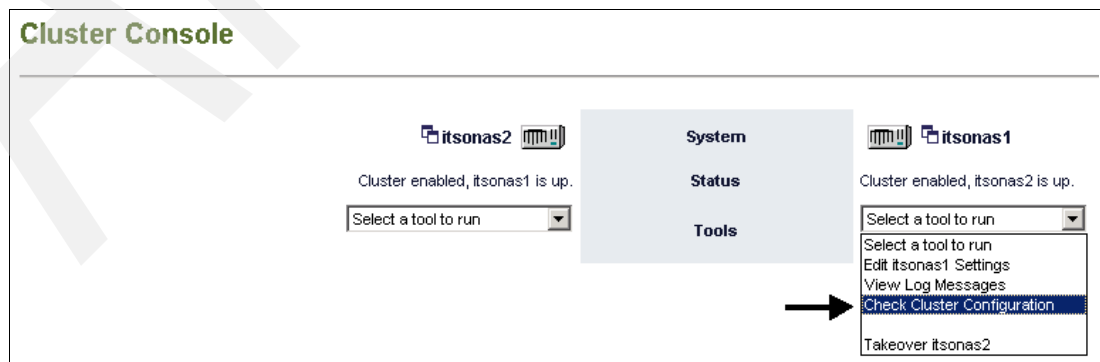 Cluster Console
itsonas2 System itsonas1
Cluster enabled, itsonas1 is up. Status Cluster enabled, itsonas2 is up.
Select a tool to run Tools Select a tool to run
Select a tool to run
Edit itsonas1 Settings
View Log Messages
Check Cluster Configuration
Takeover itsonas2